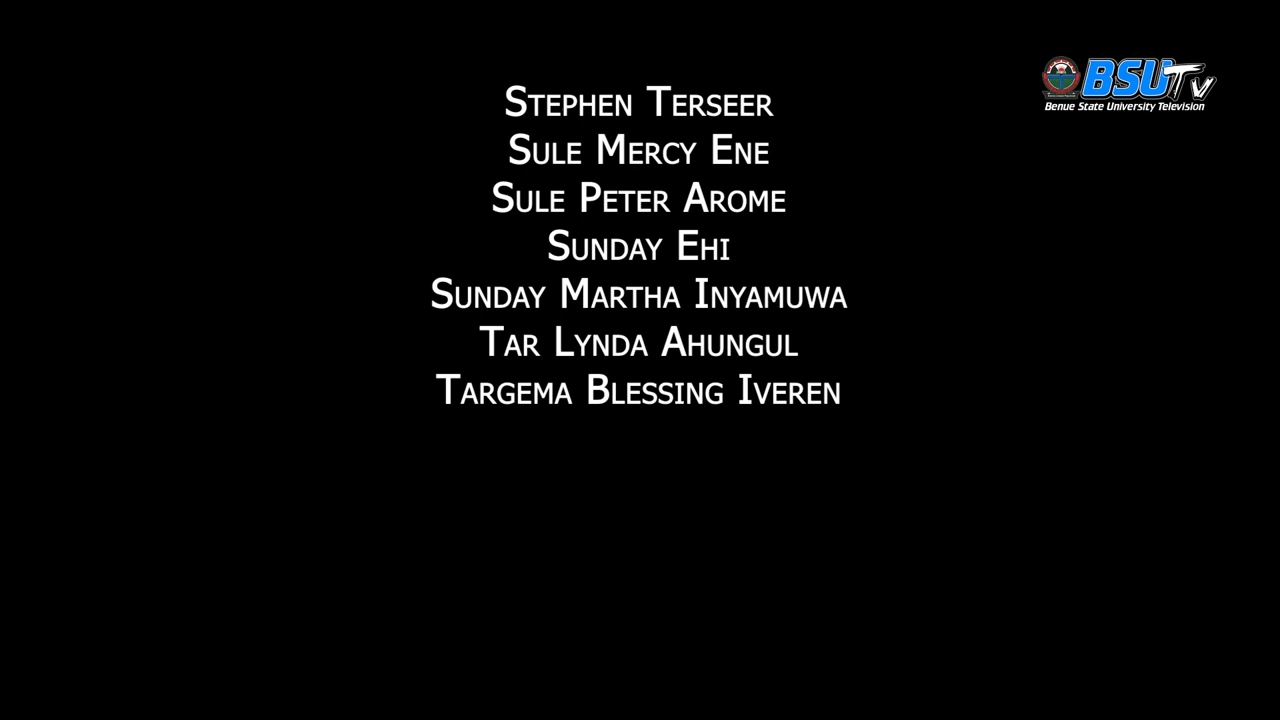 Stephen Terseer
Sule Mercy Ene
Sule Peter Arome
Sunday Ehi
Sunday Martha Inyamuwa
Tar Lynda Ahungul
Targema Blessing Iveren
BSUTV
Benue State University Television